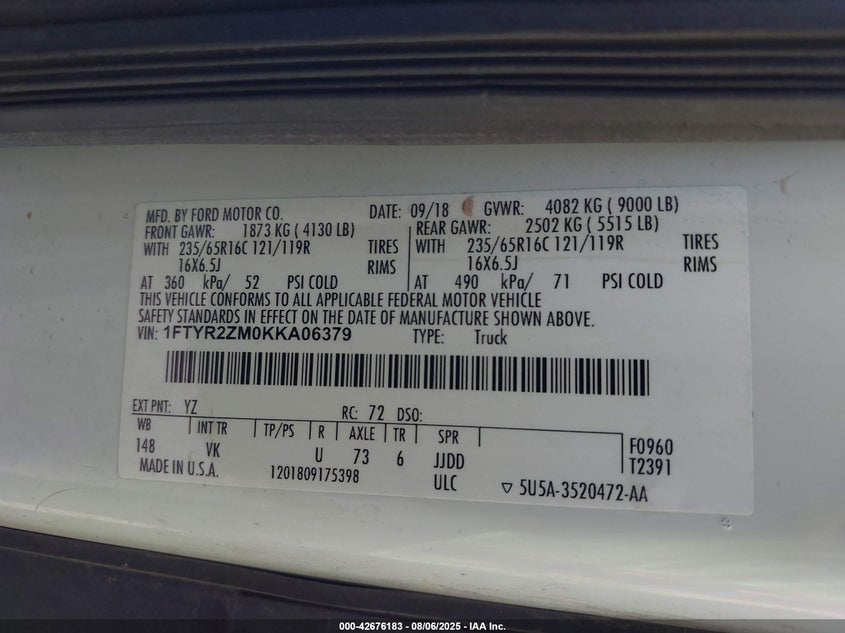 MFD. BY FORD MOTOR CO. DATE: 09/18 GVWR: 4082 KG ( 9000 LB)
FRONT GAWR: 1873 KG ( 4130 LB) REAR GAWR: 2502 KG ( 5515 LB)
WITH 235/65R16C 121/119R TIRES WITH 235/65R16C 121/119R TIRES
16X6.5J RIMS 16X6.5J RIMS
AT 360 kPa/ 52 PSI COLD AT 490 kPa/ 71 PSI COLD
THIS VEHICLE CONFORMS TO ALL APPLICABLE FEDERAL MOTOR VEHICLE
SAFETY STANDARDS IN EFFECT ON THE DATE OF MANUFACTURE SHOWN ABOVE.
VIN: 1FTYR2ZM0KKA06379 TYPE: Truck
EXT PNT: YZ RC: 72 DSO:
WB INT TR TP/PS R AXLE TR SPR F0960
148 VK U 73 6 JJDD T2391
MADE IN U.S.A. 1201809175398 ULC ▽ 5U5A-3520472-AA
000-42676183 - 08/06/2025 - IAA Inc.